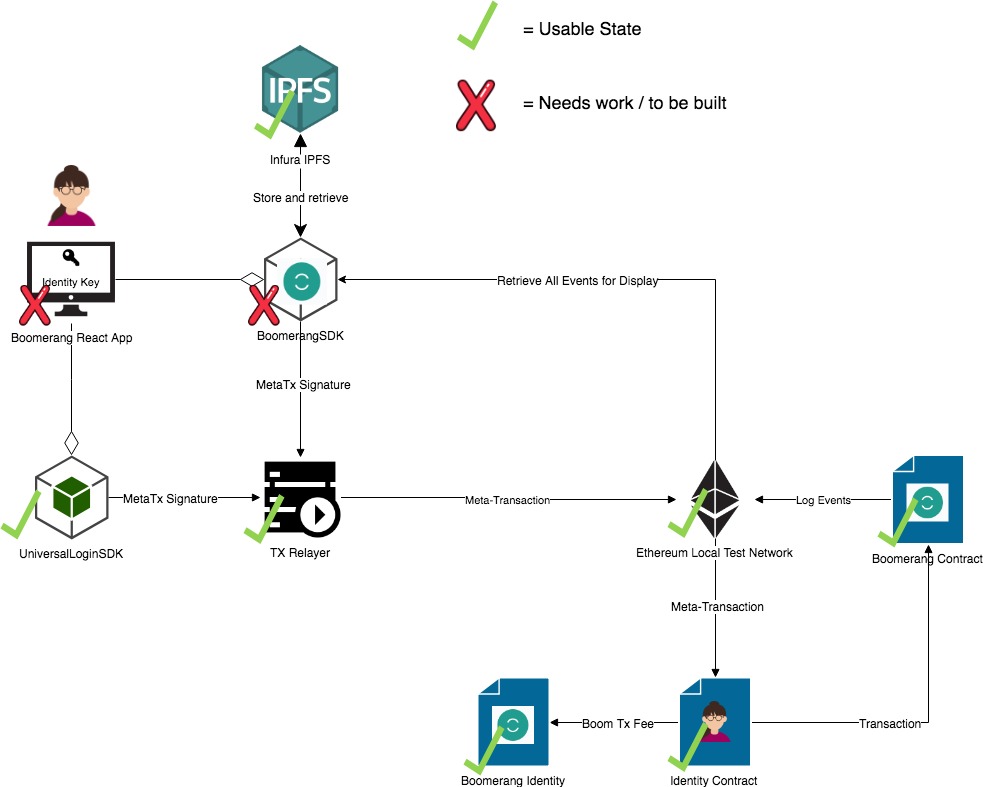 = Usable State
= Needs work / to be built
IPFS
Infura IPFS
Store and retrieve
Identity Key
Boomerang React App
BoomerangSDK
Retrieve All Events for Display
MetaTx Signature
MetaTx Signature
UniversalLoginSDK
TX Relayer
Meta-Transaction
Ethereum Local Test Network
Log Events
Boomerang Contract
Meta-Transaction
Boom Tx Fee
Transaction
Boomerang Identity
Identity Contract